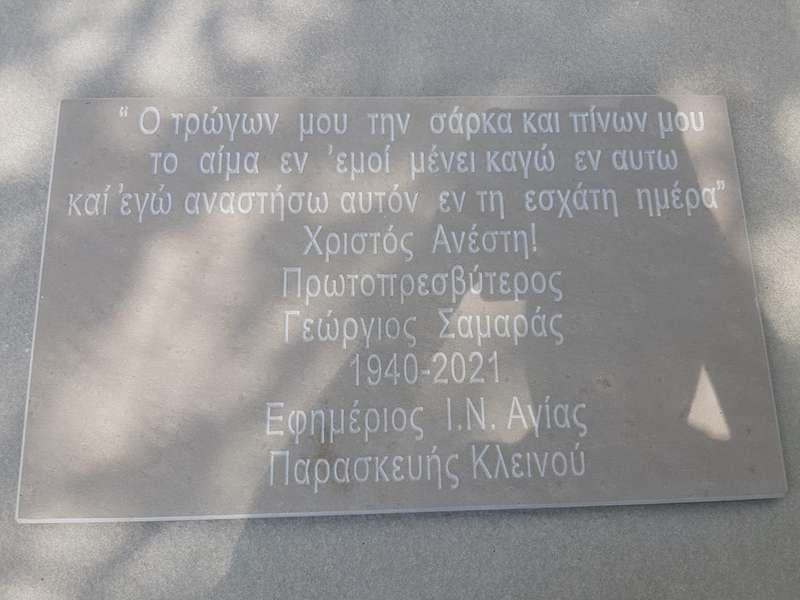 “ Ο τρώγων μου την σάρκα και πίνων μου
το αίμα εν ’εμοί μένει καγώ εν αυτω
καί ’εγώ αναστήσω αυτόν εν τη εσχάτη ημέρα”
Χριστός Ανέστη!
Πρωτοπρεσβύτερος
Γεώργιος Σαμαράς
1940-2021
Εφημέριος Ι.Ν. Αγίας
Παρασκευής Κλεινού